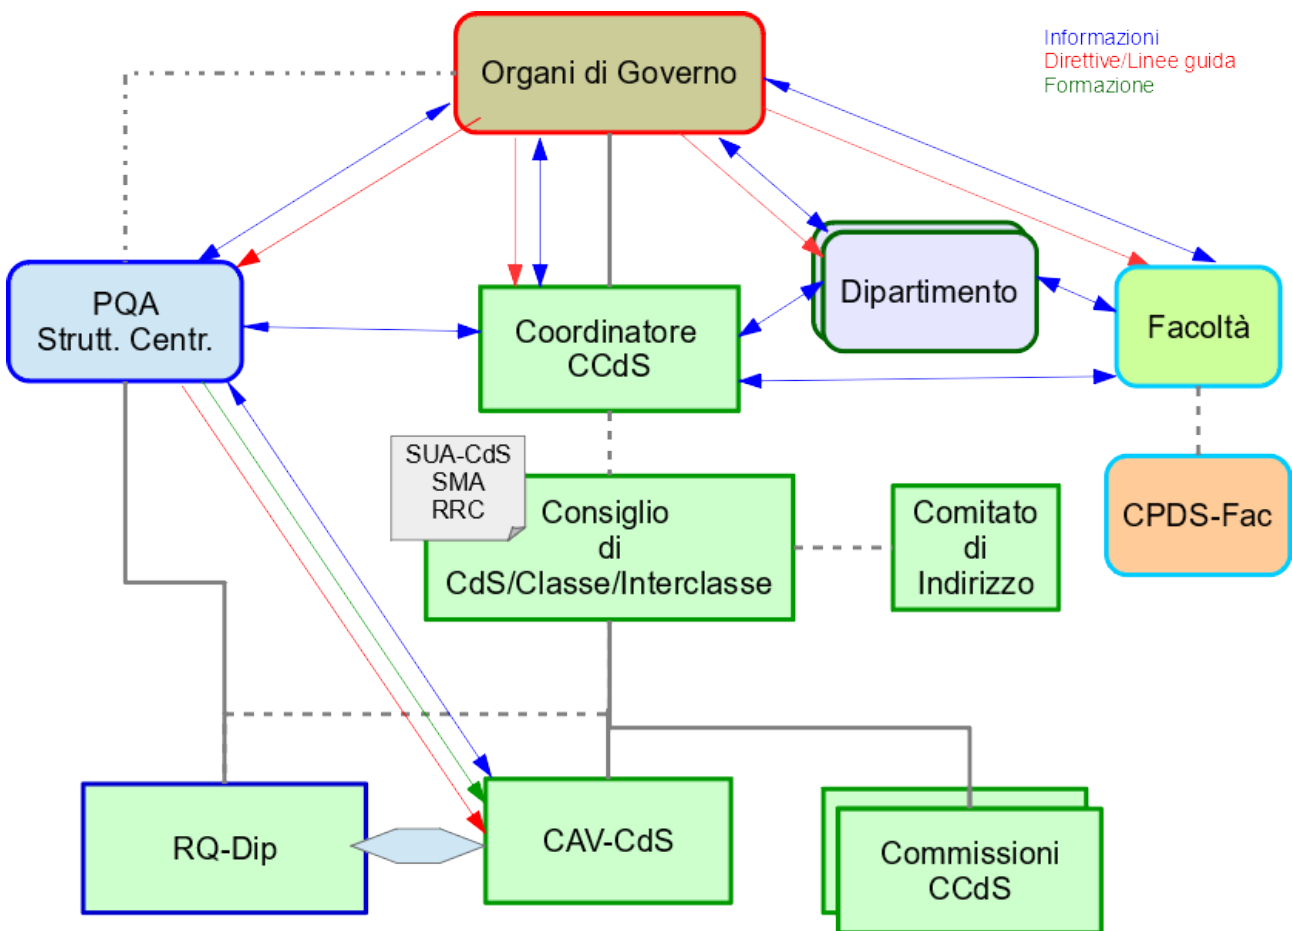 Organi di Governo
Informazioni
Direttive/Linee guida
Formazione
PQA
Strutt. Centr.
Coordinatore
CCdS
Dipartimento
Facoltà
SUA-CdS
SMA
RRC
Consiglio
di
CdS/Classe/Interclasse
Comitato
di
Indirizzo
CPDS-Fac
RQ-Dip
CAV-CdS
Commissioni
CCdS